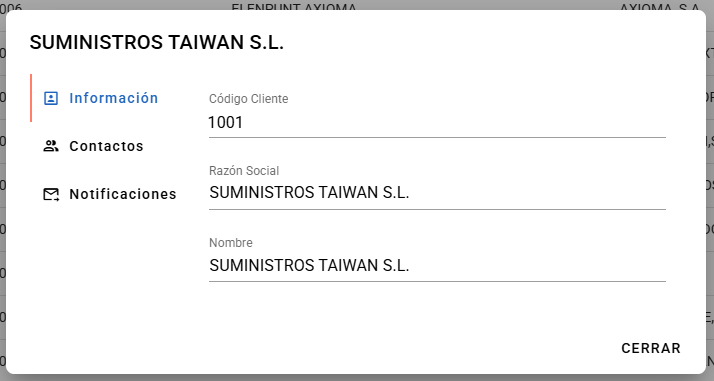 ELENPUNT AXIOMA
AXIOMA, S.A.
SUMINISTROS TAIWAN S.L.
Información
Contactos
Notificaciones
Código Cliente
1001
Razón Social
SUMINISTROS TAIWAN S.L.
Nombre
SUMINISTROS TAIWAN S.L.
CERRAR